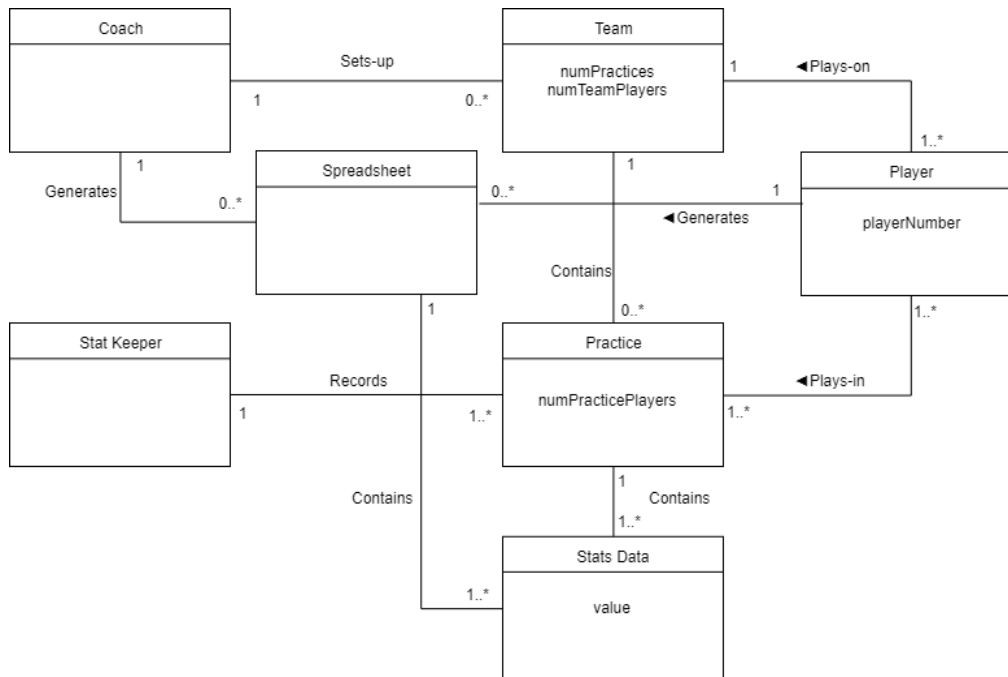 Coach
Team
Sets-up
numPractices
numTeamPlayers
1
0..*
1
◄Plays-on
1..*
1
Generates
0..*
Spreadsheet
0..*
1
1
◄Generates
Player
playerNumber
Contains
1
0..*
1..*
Stat Keeper
Records
1
1..*
Practice
numPracticePlayers
◄Plays-in
1..*
Contains
1
Contains
1..*
1..*
Stats Data
value